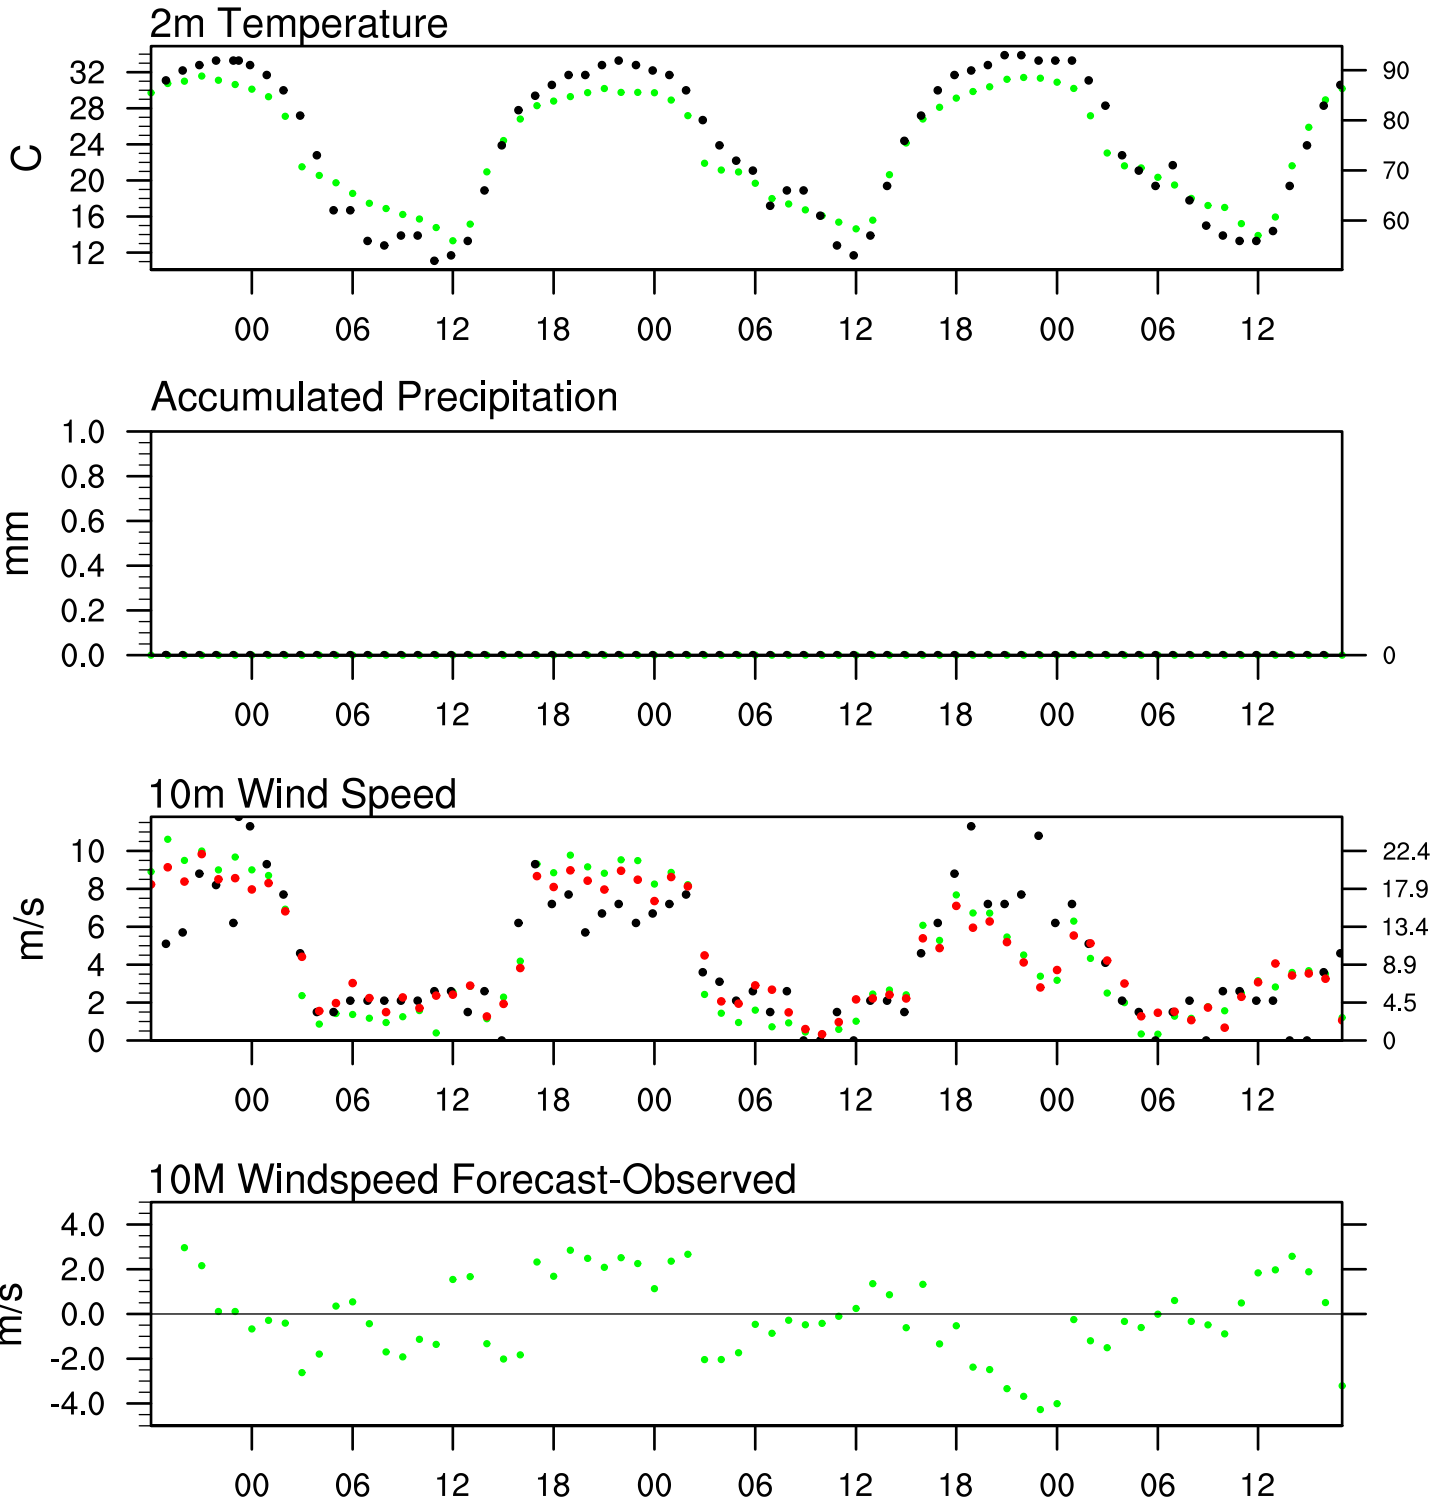 2m Temperature
C
32
28
24
20
16
12
90
80
70
60
00 06 12 18 00 06 12 18 00 06 12
Accumulated Precipitation
mm
1.0
0.8
0.6
0.4
0.2
0.0
0
00 06 12 18 00 06 12 18 00 06 12
10m Wind Speed
m/s
10
8
6
4
2
0
22.4
17.9
13.4
8.9
4.5
0
00 06 12 18 00 06 12 18 00 06 12
10M Windspeed Forecast-Observed
m/s
4.0
2.0
0.0
-2.0
-4.0
00 06 12 18 00 06 12 18 00 06 12